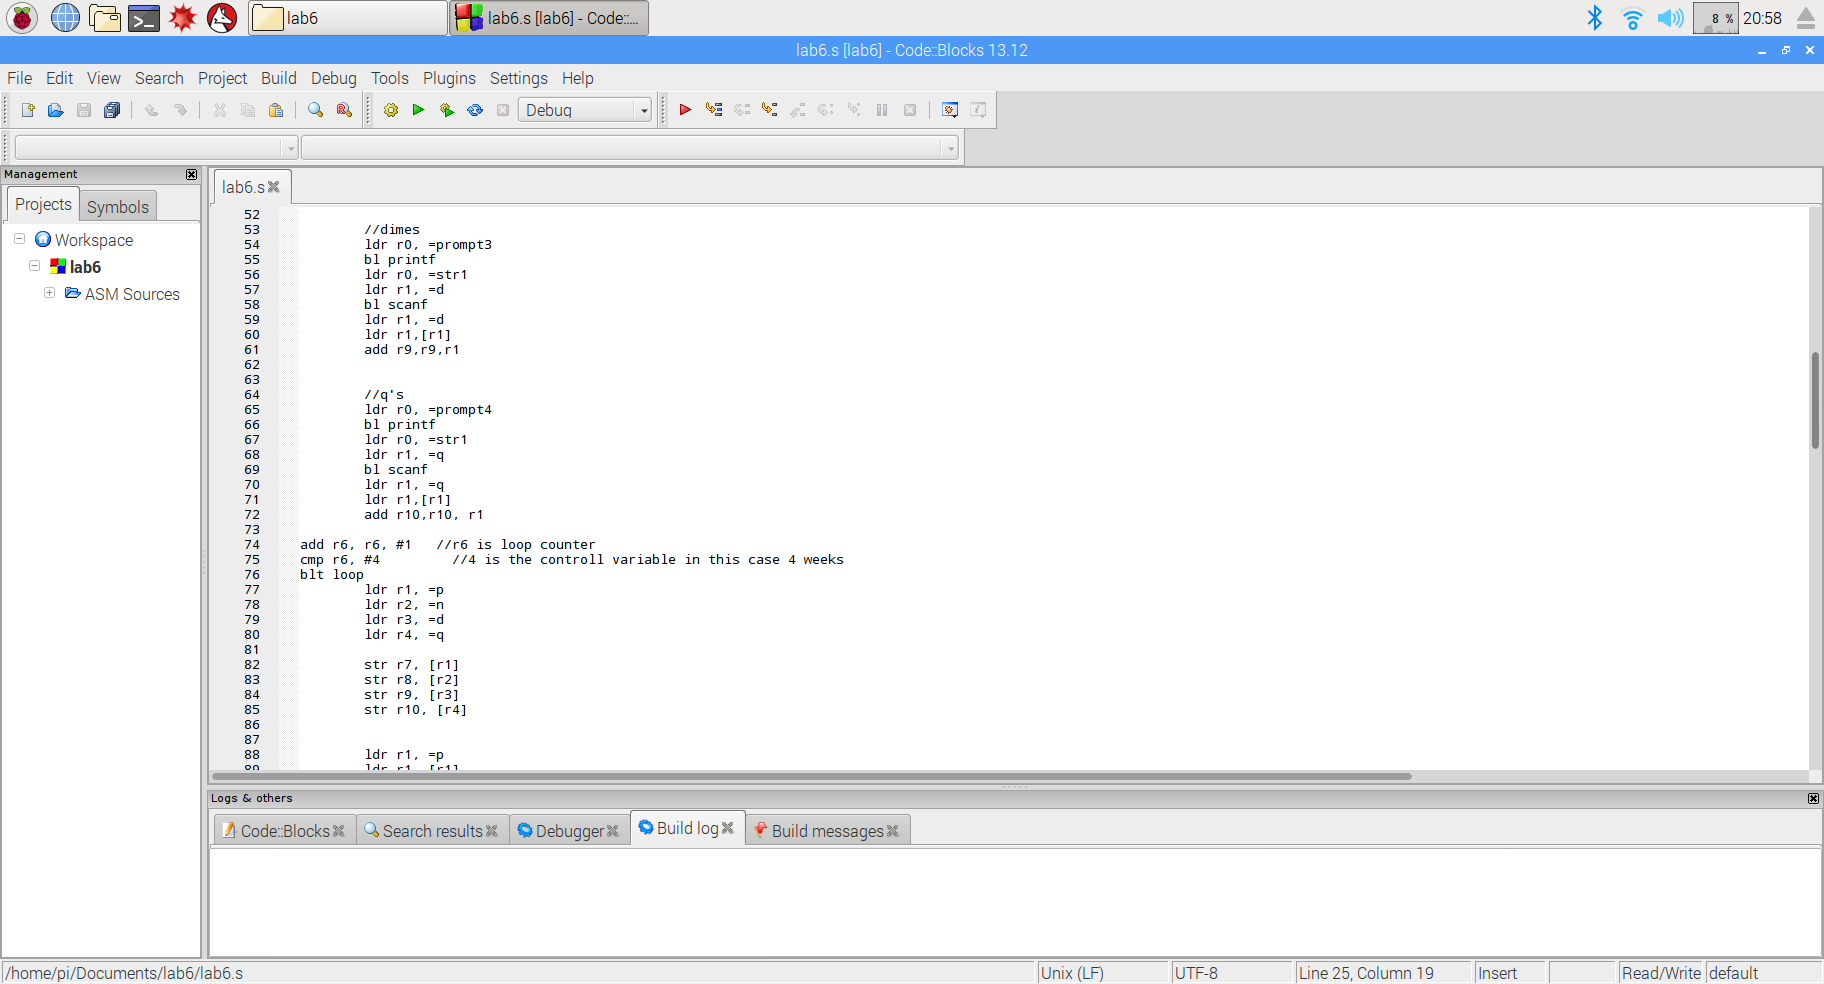 lab6
lab6.s [lab6] - Code::...
8 %
20:58
lab6.s [lab6] - Code::Blocks 13.12
File Edit View Search Project Build Debug Tools Plugins Settings Help
Debug
Management
Projects Symbols
Workspace
lab6
ASM Sources
lab6.s
52
53 //dimes
54 ldr r0, =prompt3
55 bl printf
56 ldr r0, =str1
57 ldr r1, =d
58 bl scanf
59 ldr r1, =d
60 ldr r1,[r1]
61 add r9,r9,r1
62
63
64 //q's
65 ldr r0, =prompt4
66 bl printf
67 ldr r0, =str1
68 ldr r1, =q
69 bl scanf
70 ldr r1, =q
71 ldr r1,[r1]
72 add r10,r10, r1
73
74 add r6, r6, #1 //r6 is loop counter
75 cmp r6, #4 //4 is the controll variable in this case 4 weeks
76 blt loop
77 ldr r1, =p
78 ldr r2, =n
79 ldr r3, =d
80 ldr r4, =q
81
82 str r7, [r1]
83 str r8, [r2]
84 str r9, [r3]
85 str r10, [r4]
86
87
88 ldr r1, =p
89 ldr r1, [r1]
Logs & others
Code::Blocks Search results Debugger Build log Build messages
/home/pi/Documents/lab6/lab6.s Unix (LF) UTF-8 Line 25, Column 19 Insert Read/Write default